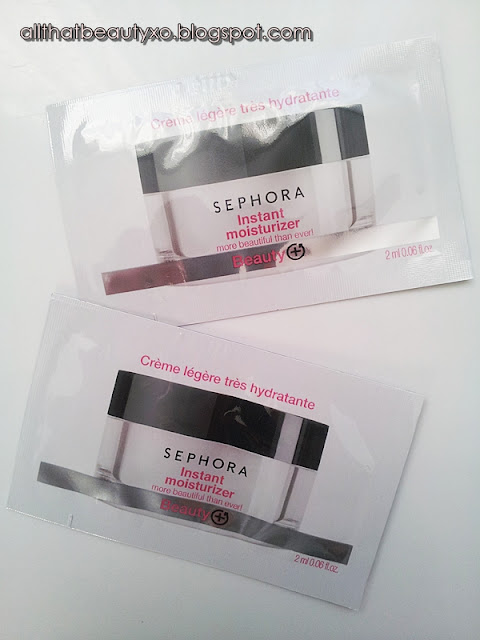 allthatbeautyxo.blogspot.com
Crème légère très hydratante
SEPHORA
Instant
moisturizer
more beautiful than ever!
Beauty+
2 ml 0.06 fl.oz.
Crème légère très hydratante
SEPHORA
Instant
moisturizer
more beautiful than ever!
Beauty+
2 ml 0.06 fl.oz.